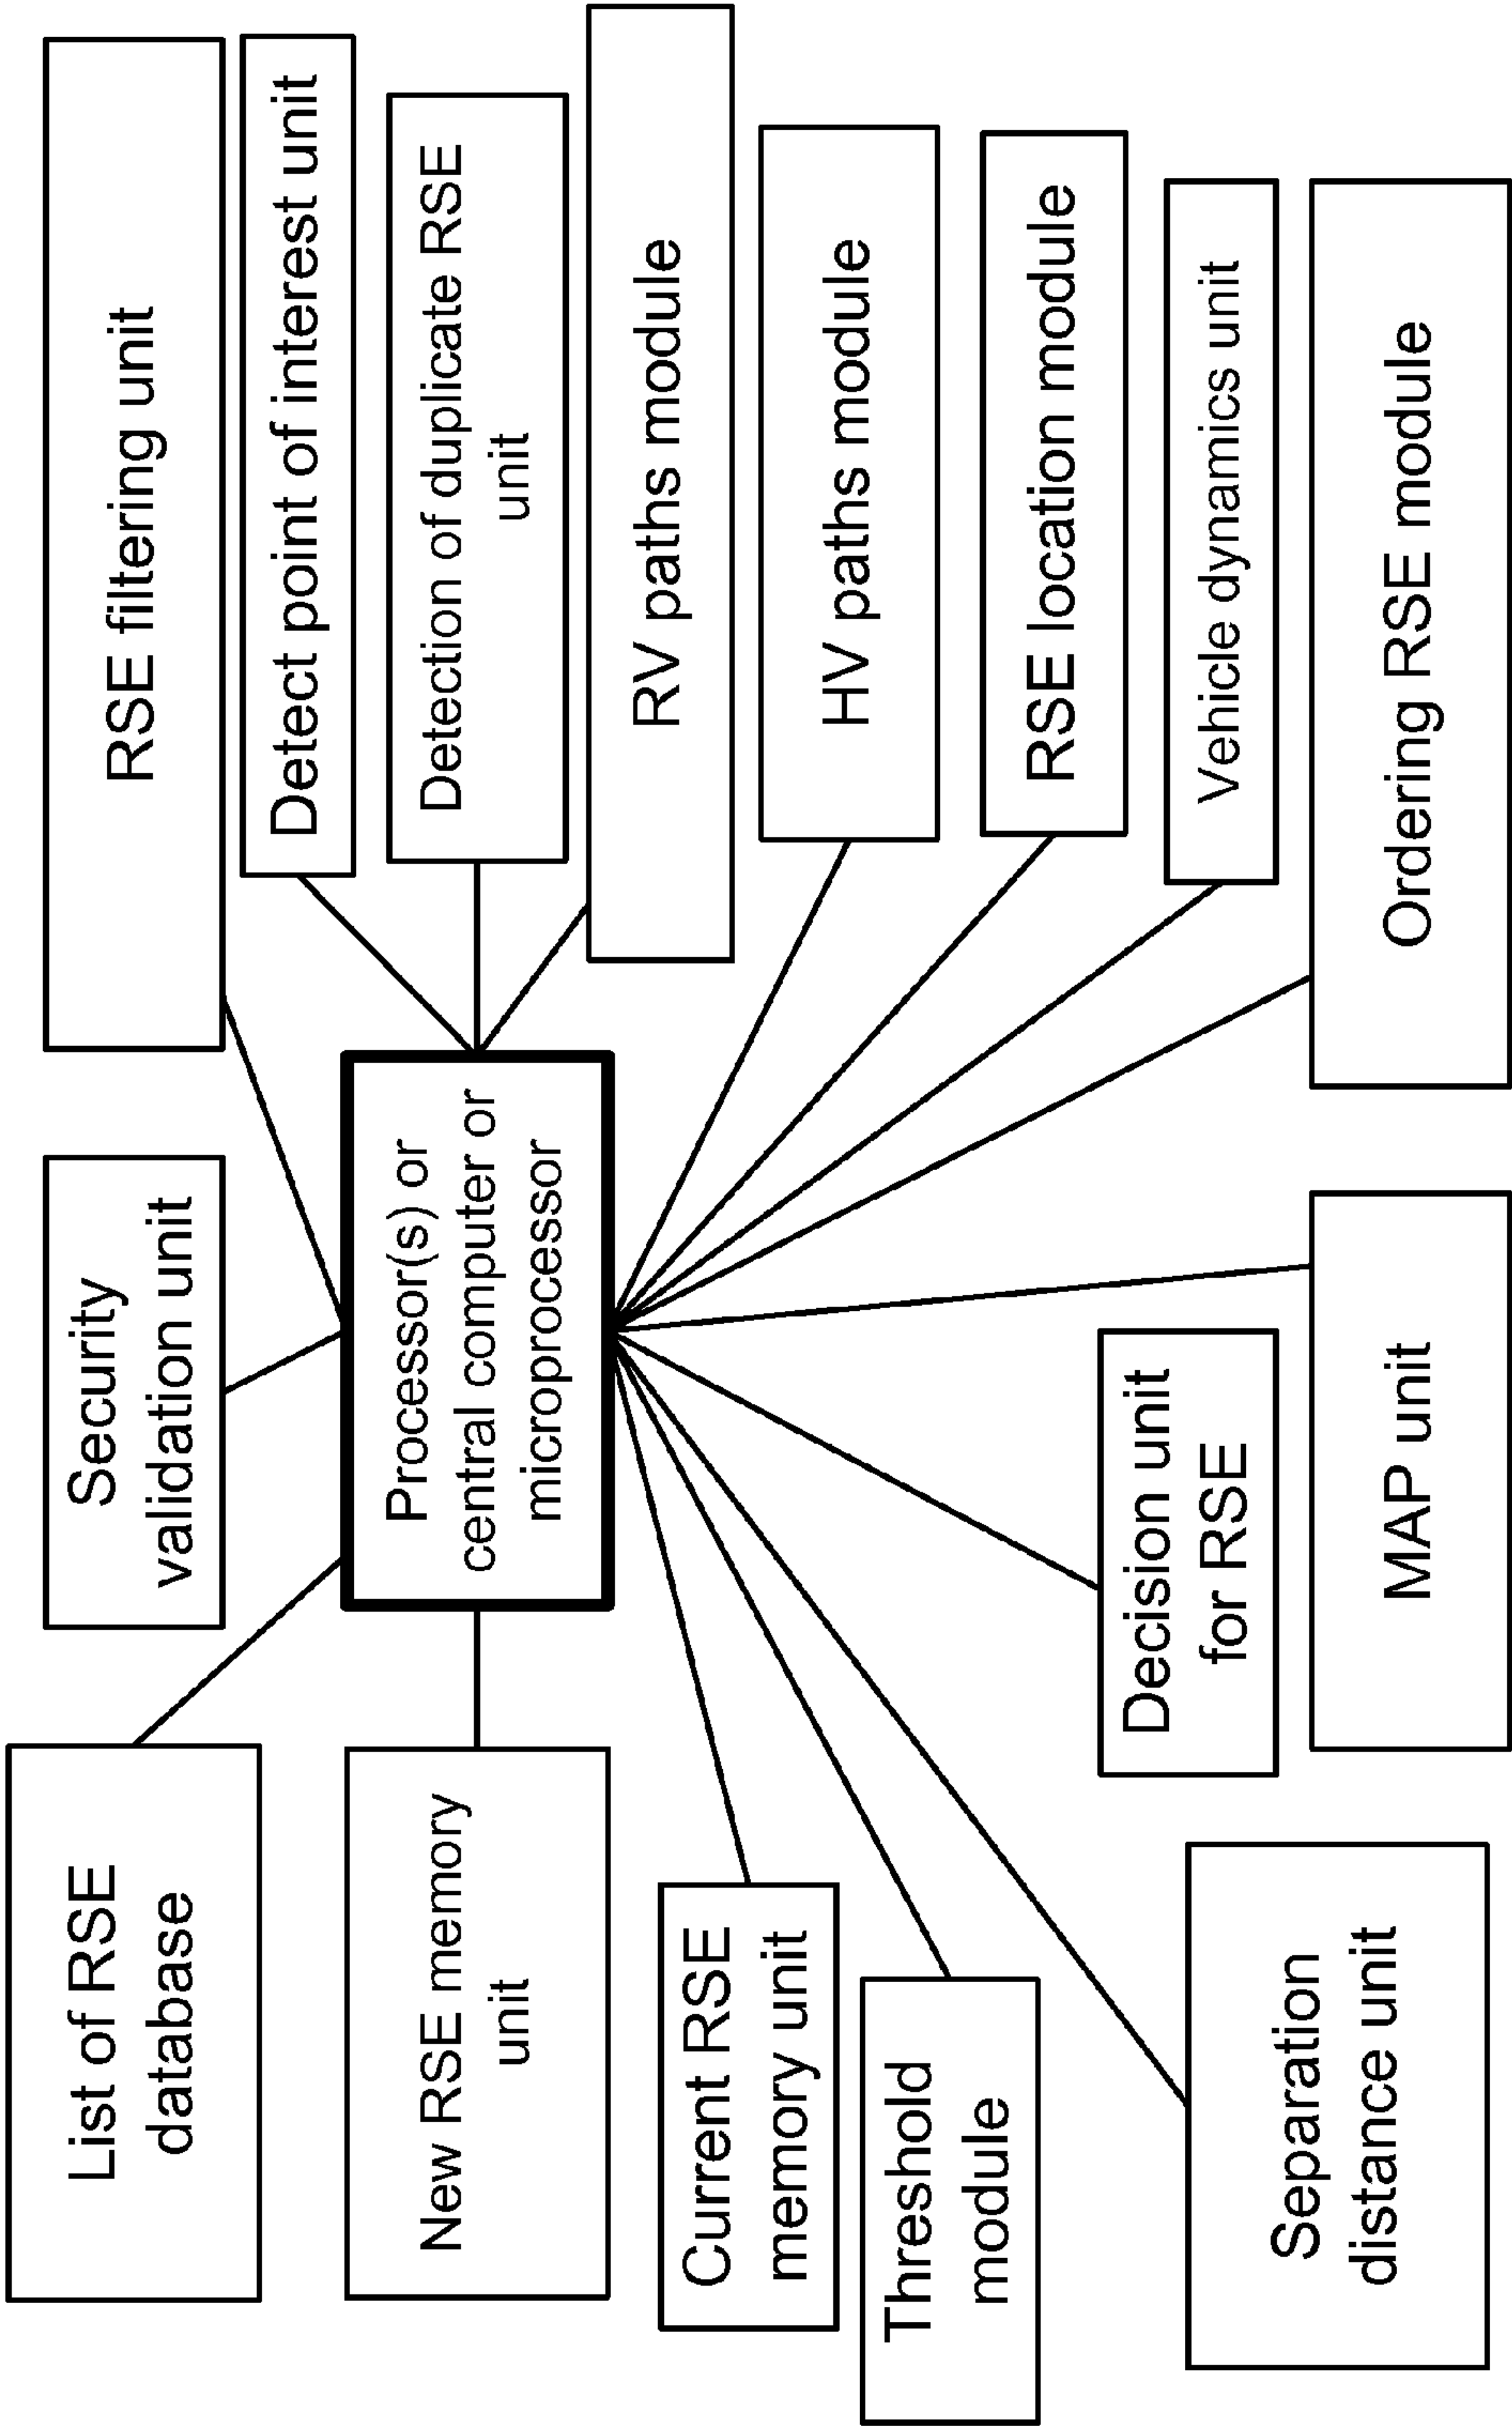 List of RSE
database
Security
validation unit
RSE filtering unit
Detect point of interest unit
New RSE memory
unit
Processor(s) or
central computer or
microprocessor
Detection of duplicate RSE
unit
RV paths module
Current RSE
memory unit
HV paths module
Threshold
module
RSE location module
Decision unit
for RSE
Vehicle dynamics unit
Separation
distance unit
MAP unit
Ordering RSE module